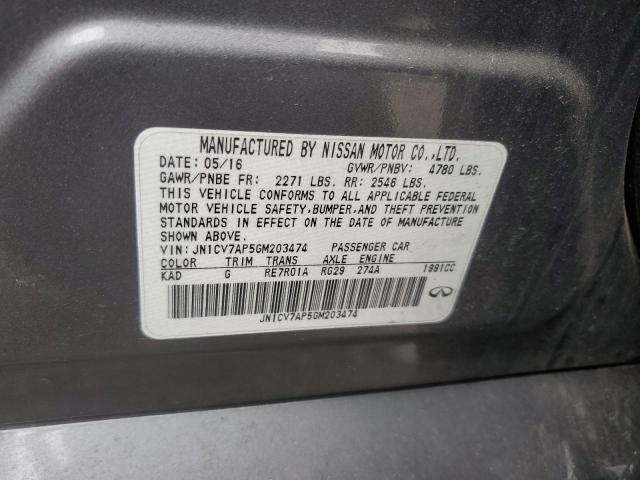 MANUFACTURED BY NISSAN MOTOR CO.,LTD.
DATE: 05/16 GVWR/PNBV: 4780 LBS.
GAWR/PNBE FR: 2271 LBS. RR: 2546 LBS.
THIS VEHICLE CONFORMS TO ALL APPLICABLE FEDERAL
MOTOR VEHICLE SAFETY, BUMPER, AND THEFT PREVENTION
STANDARDS IN EFFECT ON THE DATE OF MANUFACTURE
SHOWN ABOVE.
VIN: JN1CV7AP5GM203474 PASSENGER CAR
COLOR TRIM TRANS AXLE ENGINE
KAD G RE7R01A RG29 274A 1991CC
JN1CV7AP5GM203474